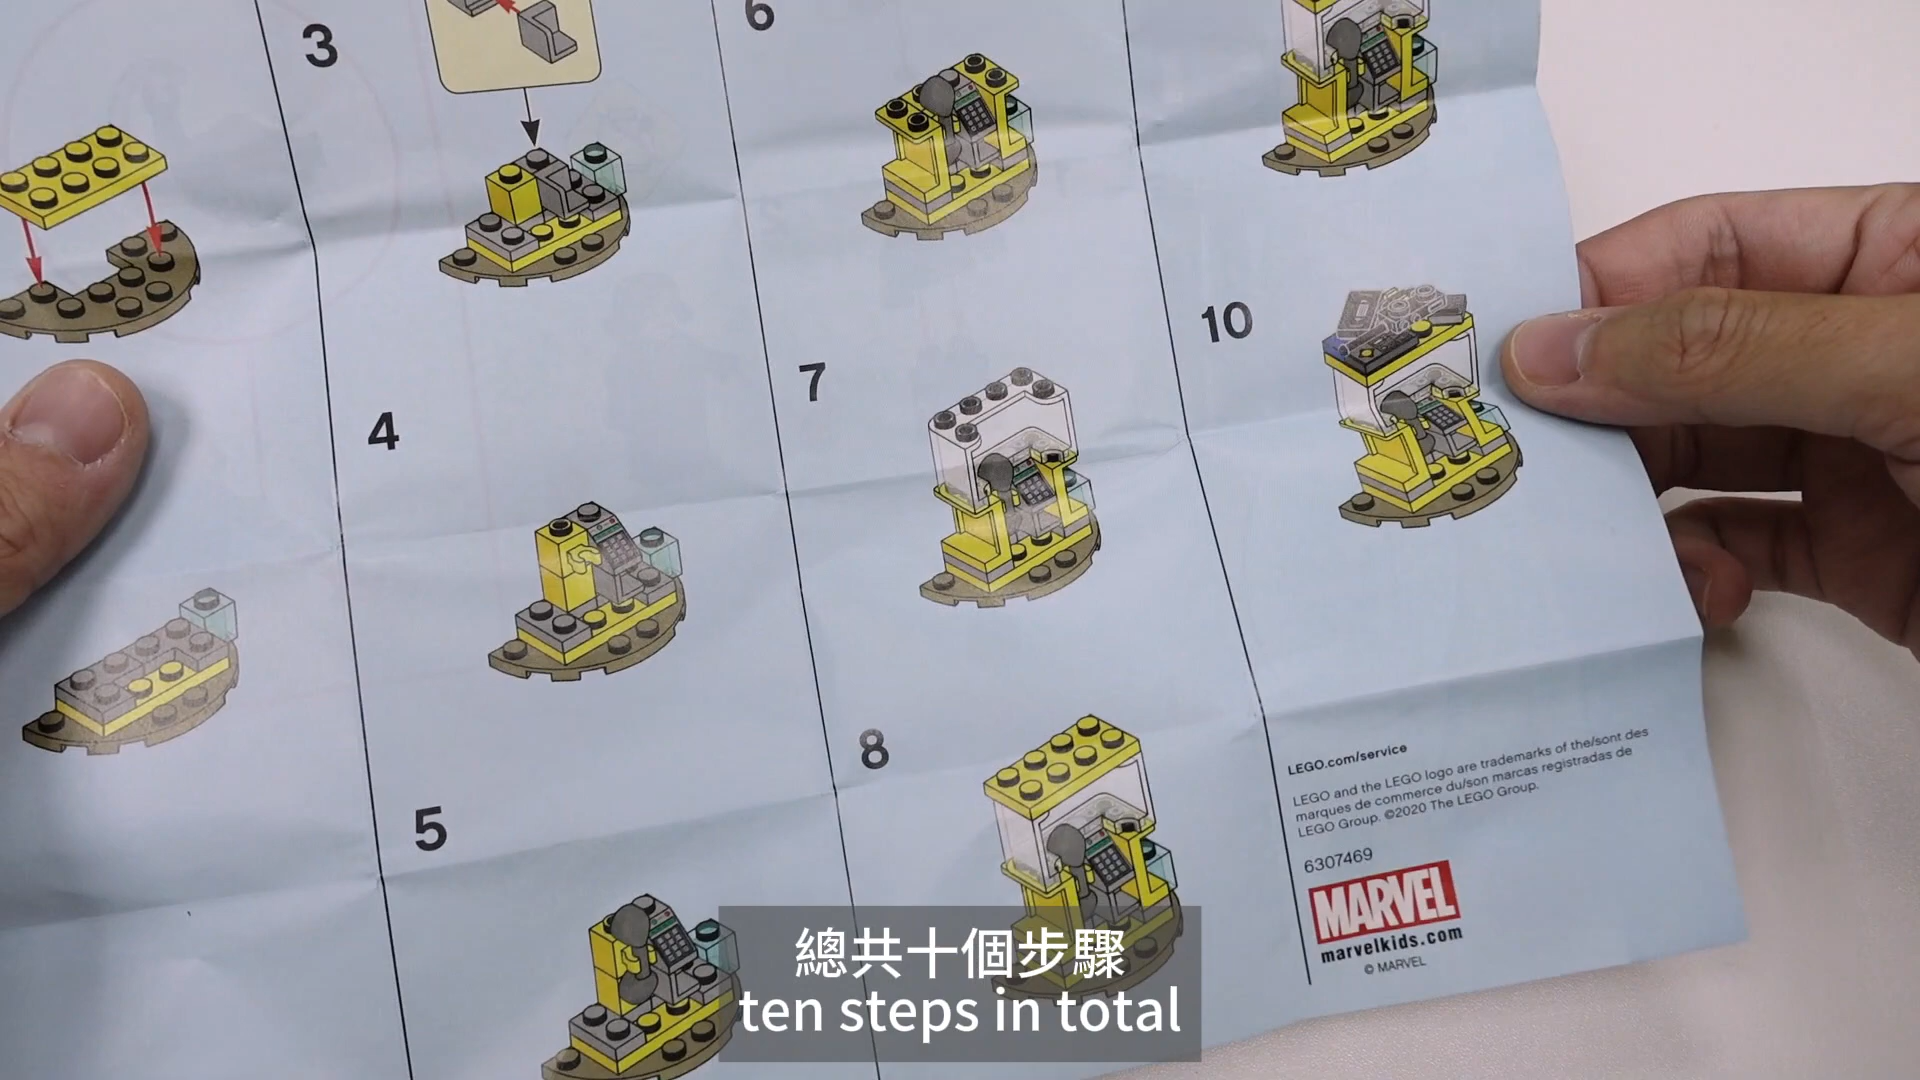 3
4
5
6
7
8
10
LEGO.com/service
LEGO and the LEGO logo are trademarks of the/sont des
marques de commerce du/son marcas registradas de
LEGO Group. ©2020 The LEGO Group.
6307469
MARVEL
marvelkids.com
© MARVEL
總共十個步驟
ten steps in total